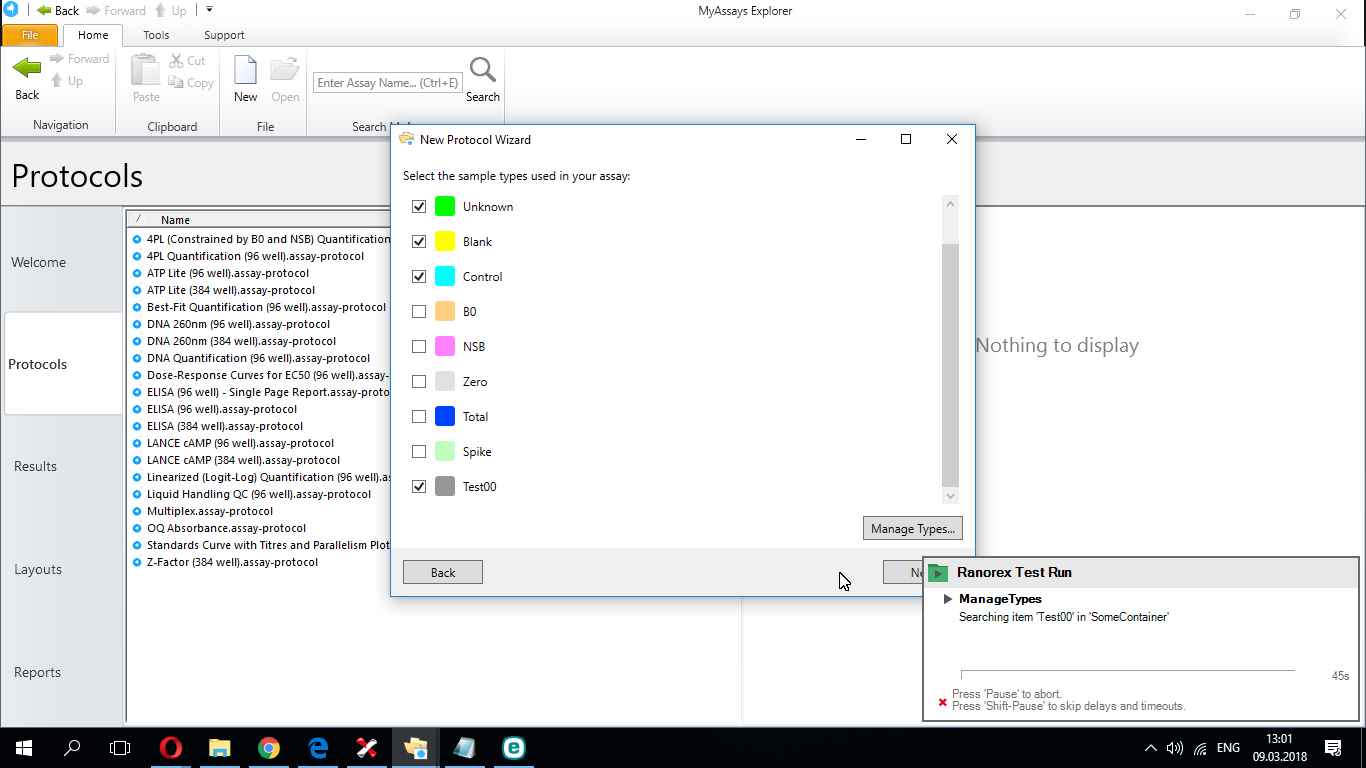 Back Forward Up
MyAssays Explorer
File Home Tools Support
Forward
Up
Back
Cut
Copy
Paste
New
Open
Enter Assay Name... (Ctrl+E)
Search
Navigation
Clipboard
File
Search
Protocols
Welcome
Protocols
Results
Layouts
Reports
Name
4PL (Constrained by B0 and NSB) Quantification
4PL Quantification (96 well).assay-protocol
ATP Lite (96 well).assay-protocol
ATP Lite (384 well).assay-protocol
Best-Fit Quantification (96 well).assay-protocol
DNA 260nm (96 well).assay-protocol
DNA 260nm (384 well).assay-protocol
DNA Quantification (96 well).assay-protocol
Dose-Response Curves for EC50 (96 well).assay-
ELISA (96 well) - Single Page Report.assay-proto
ELISA (96 well).assay-protocol
ELISA (384 well).assay-protocol
LANCE cAMP (96 well).assay-protocol
LANCE cAMP (384 well).assay-protocol
Linearized (Logit-Log) Quantification (96 well).as
Liquid Handling QC (96 well).assay-protocol
Multiplex.assay-protocol
OQ Absorbance.assay-protocol
Standards Curve with Titres and Parallelism Plot
Z-Factor (384 well).assay-protocol
New Protocol Wizard
Select the sample types used in your assay:
Unknown
Blank
Control
B0
NSB
Zero
Total
Spike
Test00
Manage Types...
Back
Ne
Nothing to display
Ranorex Test Run
ManageTypes
Searching item 'Test00' in 'SomeContainer'
45s
Press 'Pause' to abort.
Press 'Shift-Pause' to skip delays and timeouts.
ENG
13:01
09.03.2018